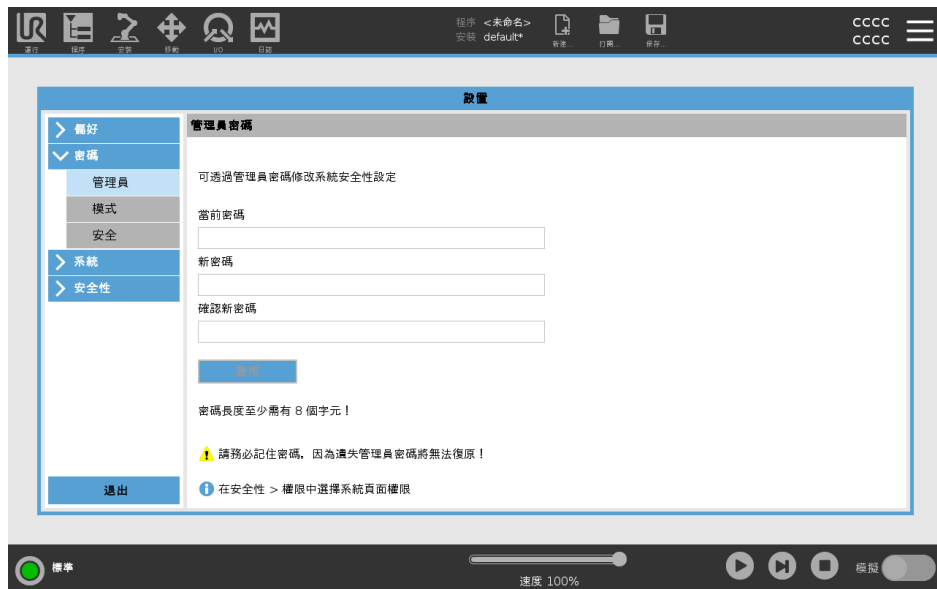 程序 <未命名>
安裝 default*
運行 程序 安裝 移動 I/O 日誌 新建... 打開... 保存...
CCCC
CCCC
設置
偏好
密碼
管理員
模式
安全
系統
安全性
退出
管理員密碼
可透過管理員密碼修改系統安全性設定
當前密碼
新密碼
確認新密碼
應用
密碼長度至少需有 8 個字元！
請務必記住密碼，因為遺失管理員密碼將無法復原！
在安全性 > 權限中選擇系統頁面權限
標準
速度 100%
模擬